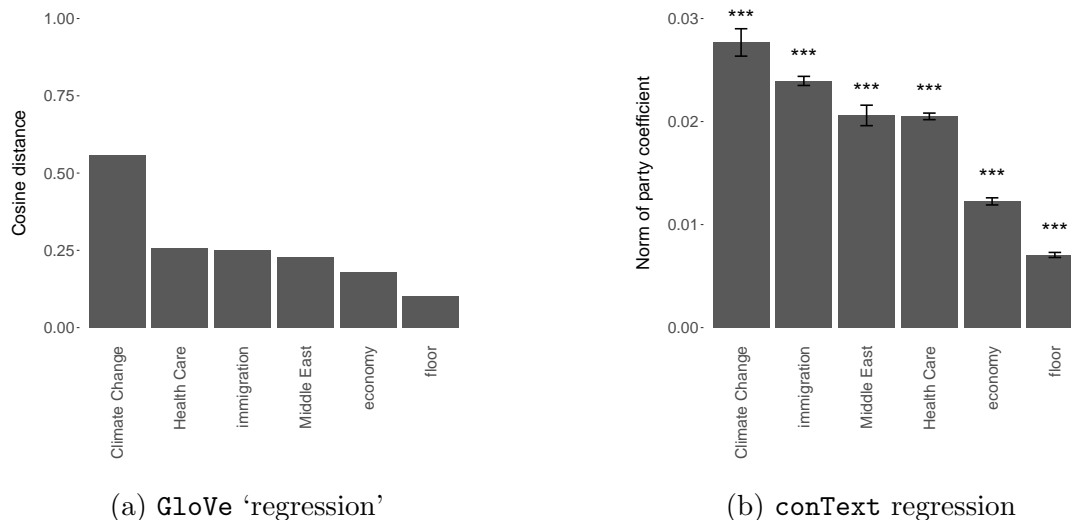 1.00
0.75
0.50
0.25
0.00
Cosine distance
Climate Change
Health Care
immigration
Middle East
economy
floor
(a) GloVe ‘regression’
0.03
0.02
0.01
0.00
Norm of party coefficient
***
***
***
***
***
***
Climate Change
immigration
Middle East
Health Care
economy
floor
(b) conText regression